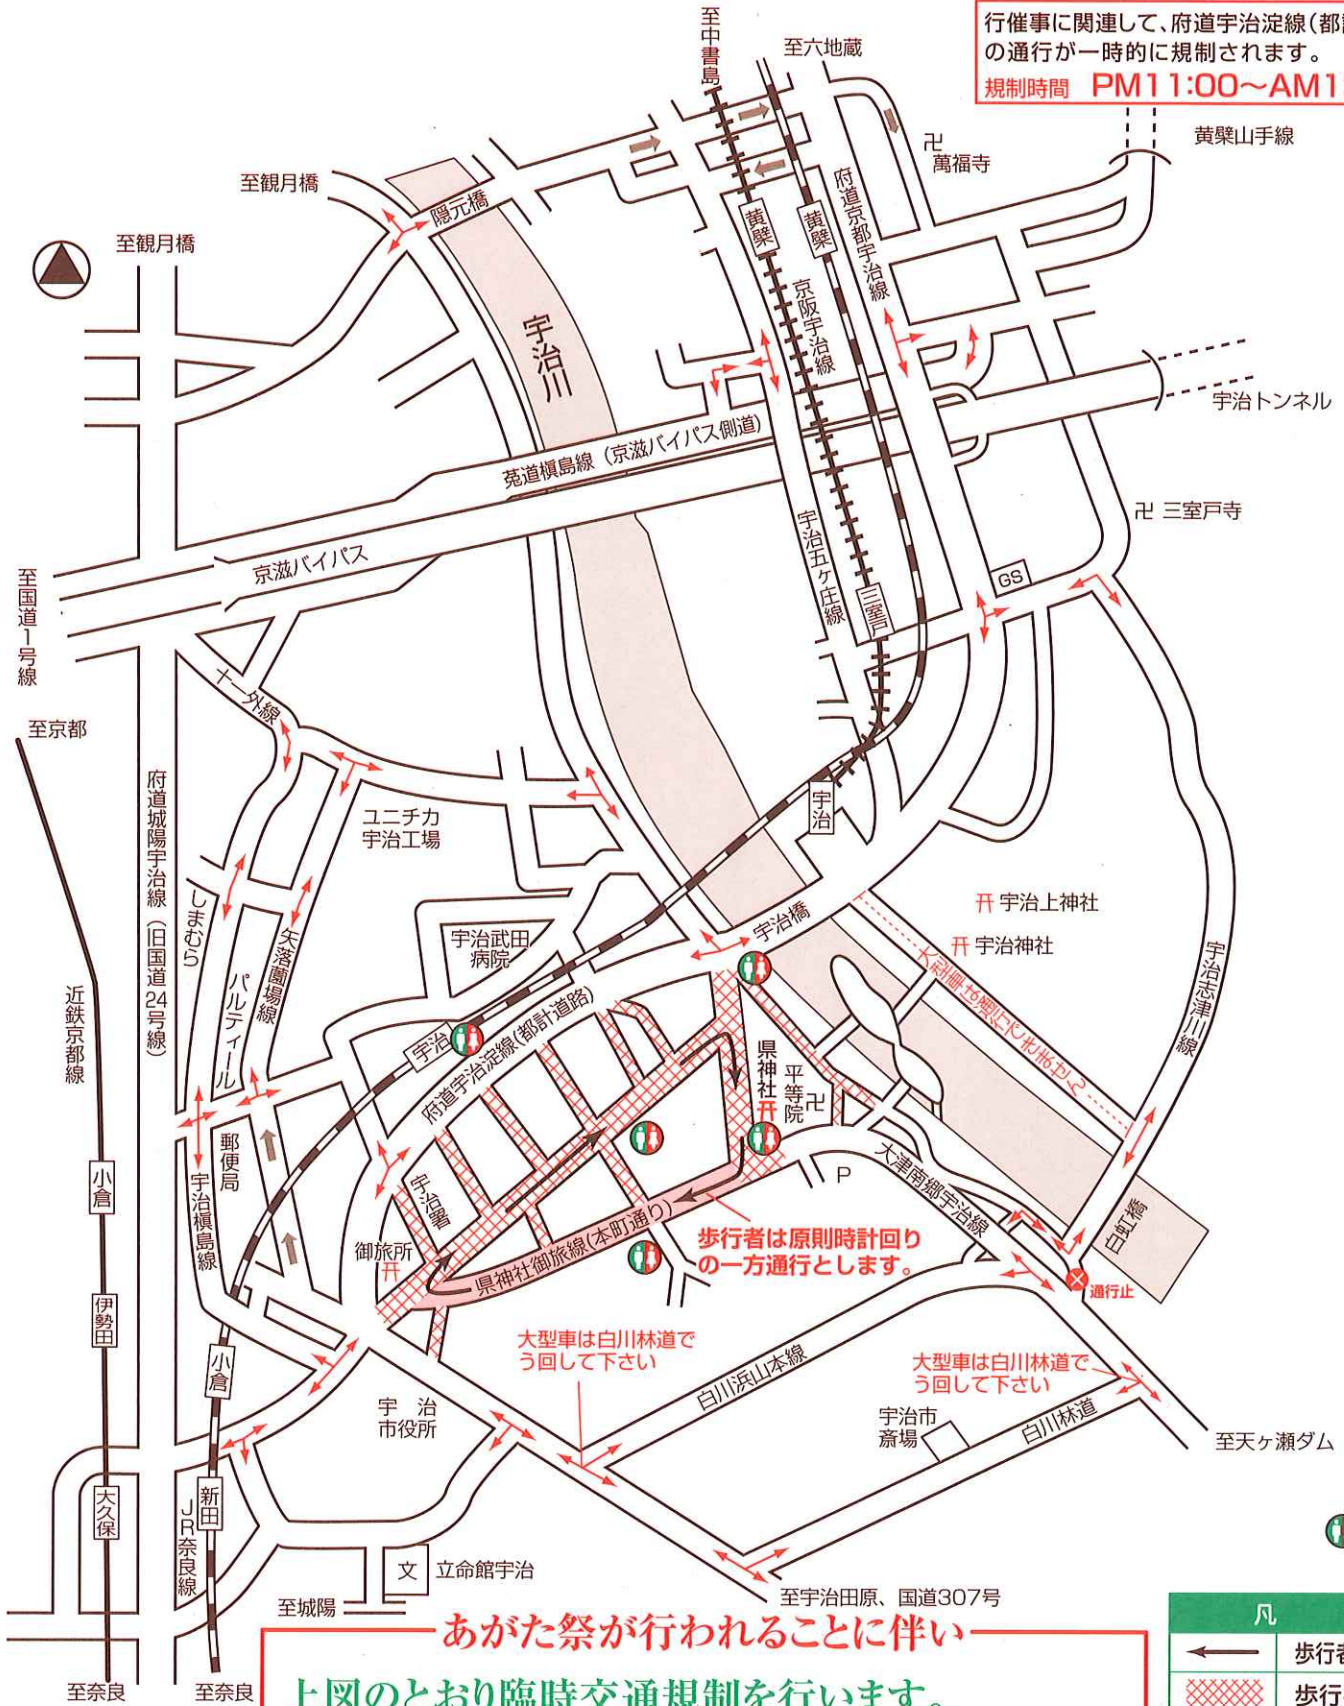 行催事に関連して、府道宇治淀線(都
の通行が一時的に規制されます。
規制時間 PM11:00〜AM1
至中書島
至六地蔵
黄檗山手線
卍
萬福寺
至観月橋
隠元橋
至観月橋
黄檗
黄檗
府道京都宇治線
京阪宇治線
宇治川
宇治トンネル
菟道槇島線（京滋バイパス側道）
卍 三室戸寺
京滋バイパス
宇治五ヶ庄線
GS
三室戸
至国道1号線
十一外線
至京都
府道城陽宇治線（旧国道24号線）
ユニチカ
宇治工場
宇治
しまむら
矢落薗場線
パルティール
宇治武田
病院
宇治橋
宇治上神社
宇治神社
大型車は通行できません
宇治志津川線
近鉄京都線
宇治
府道宇治淀線(都計道路)
県神社
平等院
卍
郵便局
小倉
宇治槇島線
宇治署
P
大津南郷宇治線
白虹橋
御旅所
県神社御旅線(本町通り)
歩行者は原則時計回り
の一方通行とします。
通行止
伊勢田
小倉
大型車は白川林道で
う回して下さい
白川浜山本線
大型車は白川林道で
う回して下さい
宇治
市役所
宇治市
斎場
白川林道
至天ヶ瀬ダム
大久保
新田
JR奈良線
文
立命館宇治
至城陽
至宇治田原、国道307号
あがた祭が行われることに伴い
上図のとおり臨時交通規制を行います。
凡
歩行者
歩行
至奈良
至奈良